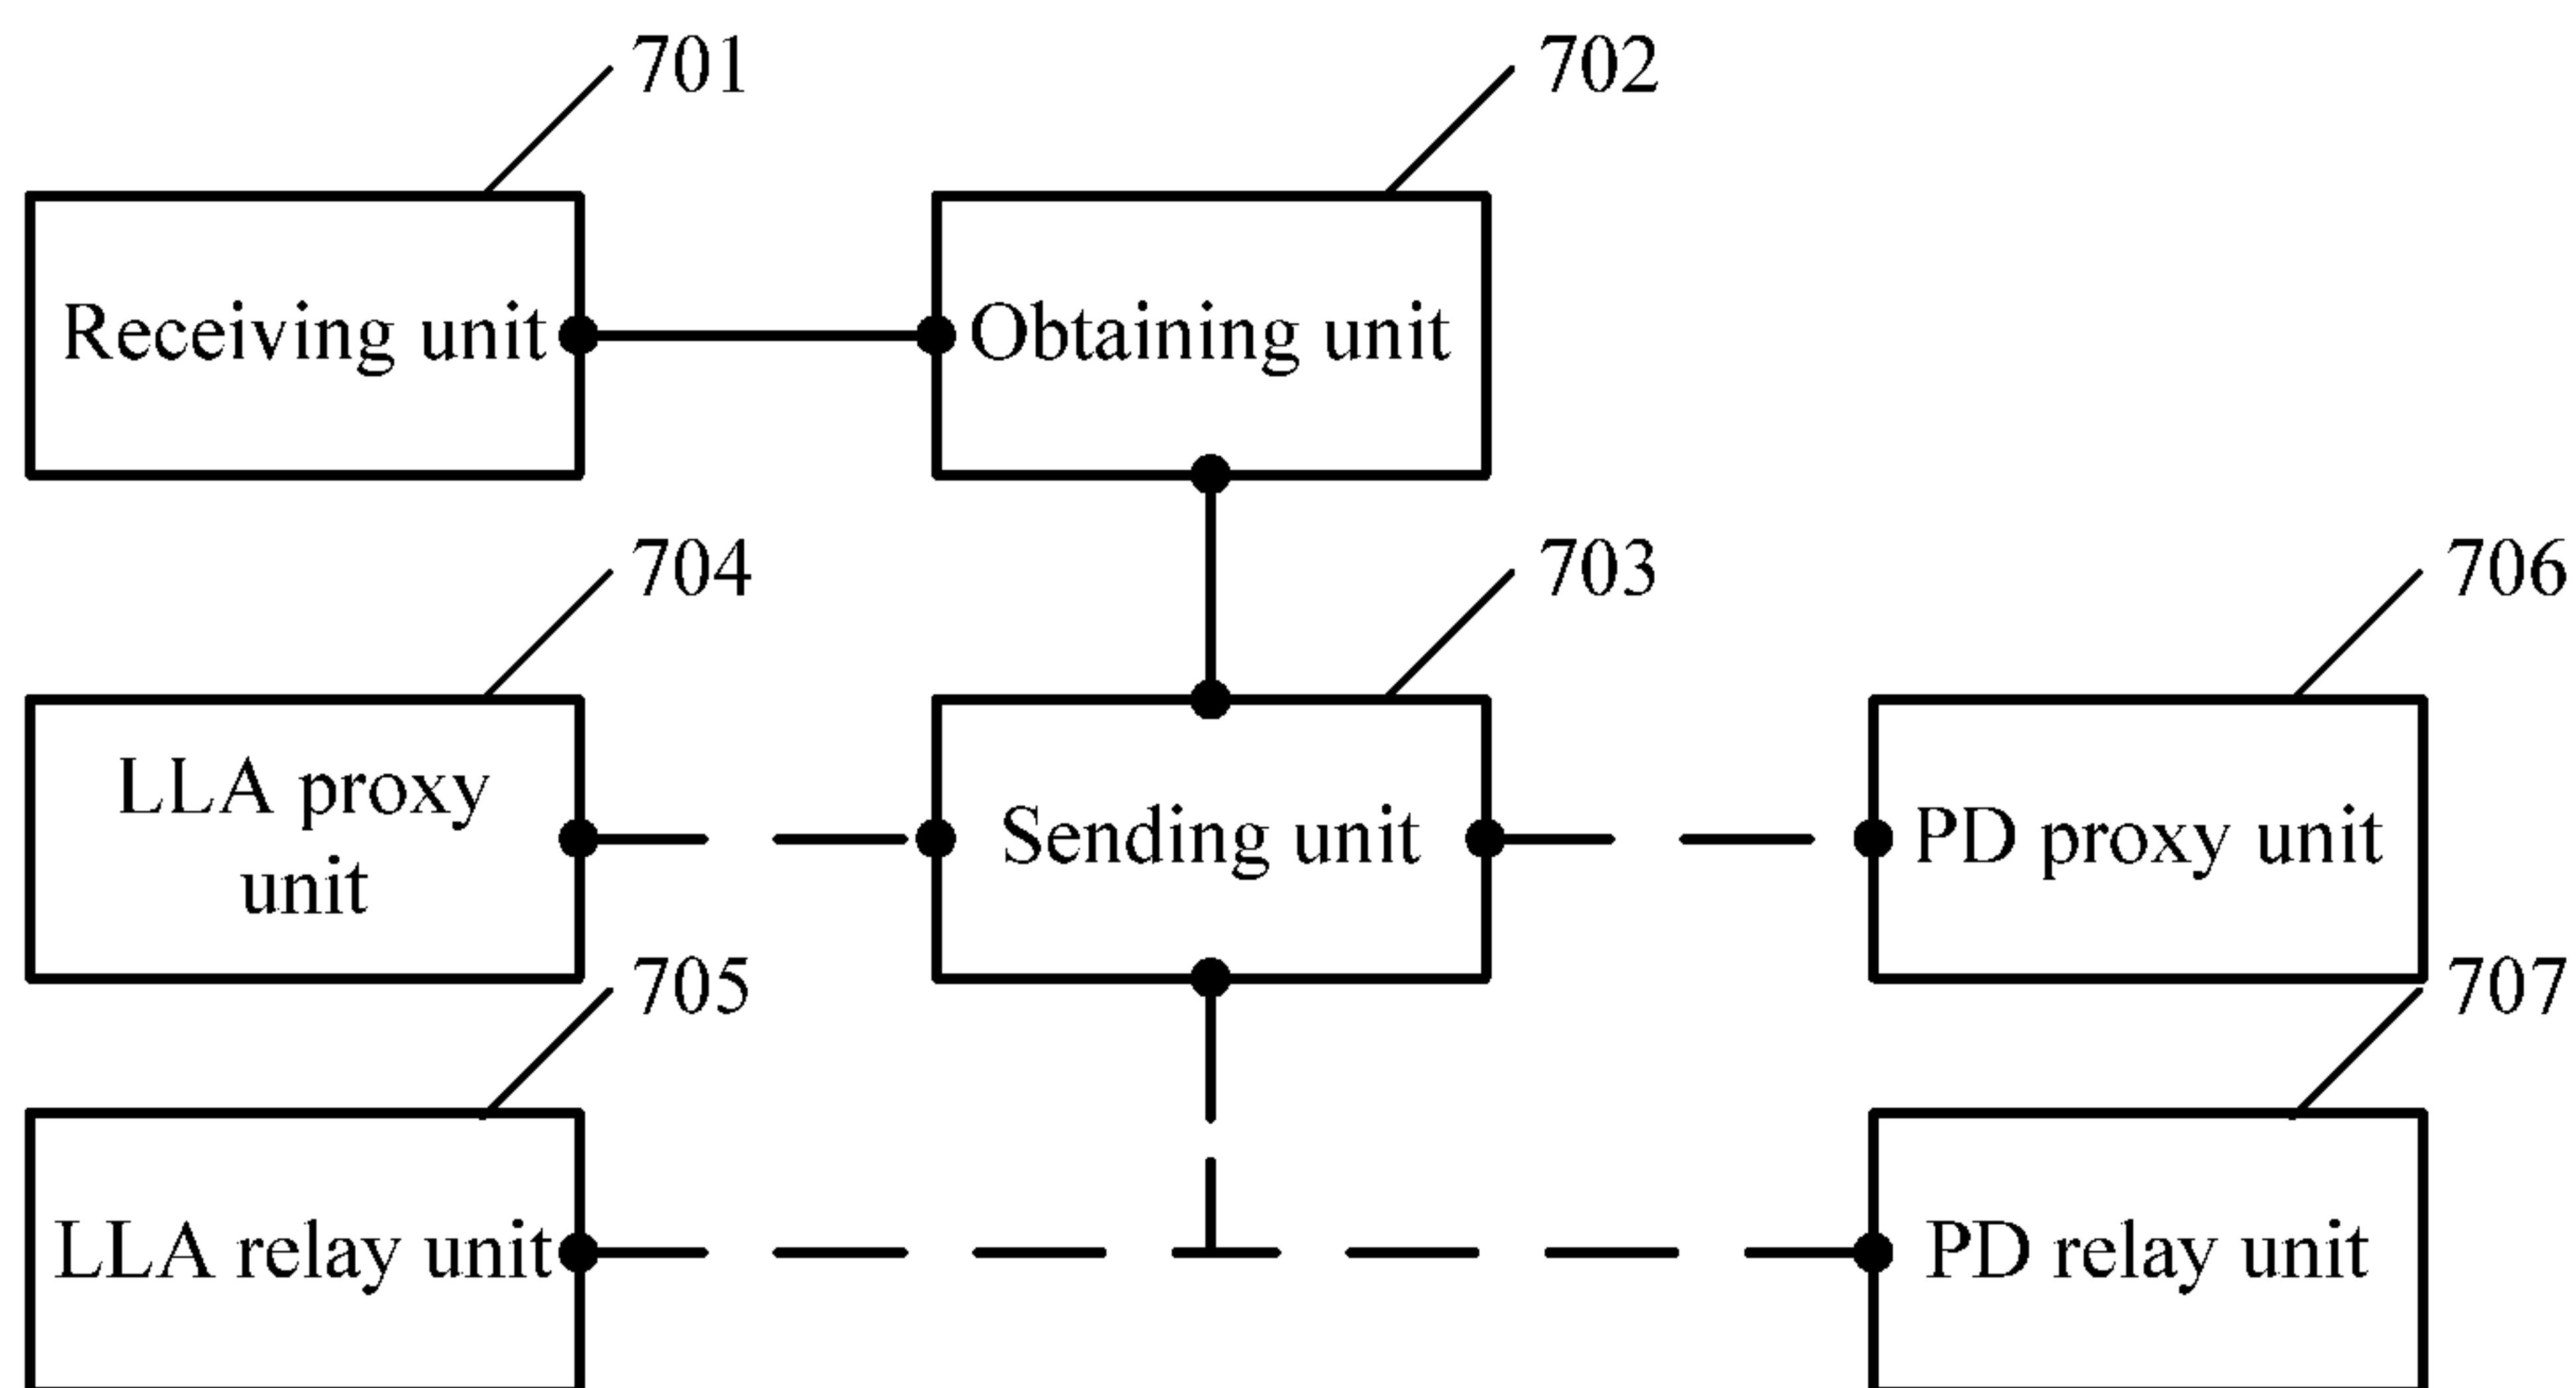 701
702
Receiving unit
Obtaining unit
704
703
706
LLA proxy
unit
Sending unit
PD proxy unit
705
707
LLA relay unit
PD relay unit